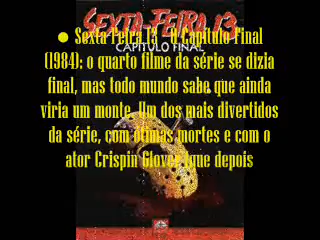 SEXTA-FEIRA 13
CAPÍTULO FINAL
● Sexta Feira 13 - O Capítulo Final
(1984): o quarto filme da série se dizia
final, mas todo mundo sabe que ainda
viria um monte. Um dos mais divertidos
da série, com ótimas mortes e com o
ator Crispin Glover (que depois